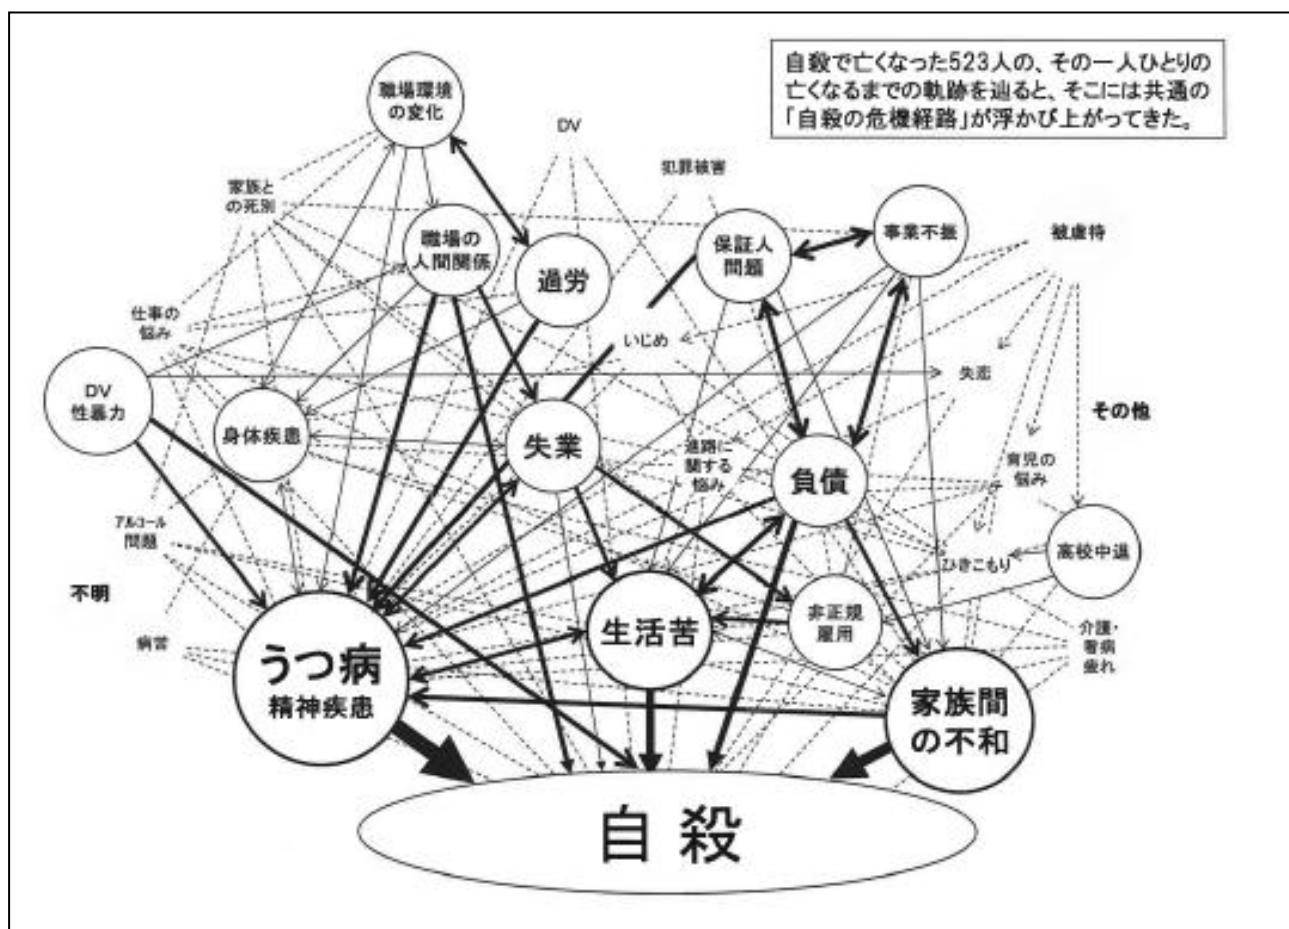 自殺で亡くなった523人の、その一人ひとりの
亡くなるまでの軌跡を辿ると、そこには共通の
「自殺の危機経路」が浮かび上がってきた。
職場環境
の変化
DV
犯罪被害
家族と
の死別
職場の
人間関係
過労
保証人
問題
事業不振
被虐待
仕事の
悩み
いじめ
DV
性暴力
失恋
その他
身体疾患
失業
進路に
関する
悩み
負債
育児の
悩み
アルコール
問題
ひきこもり
高校中退
不明
病苦
うつ病
精神疾患
生活苦
非正規
雇用
介護・
看病
疲れ
家族間
の不和
自殺